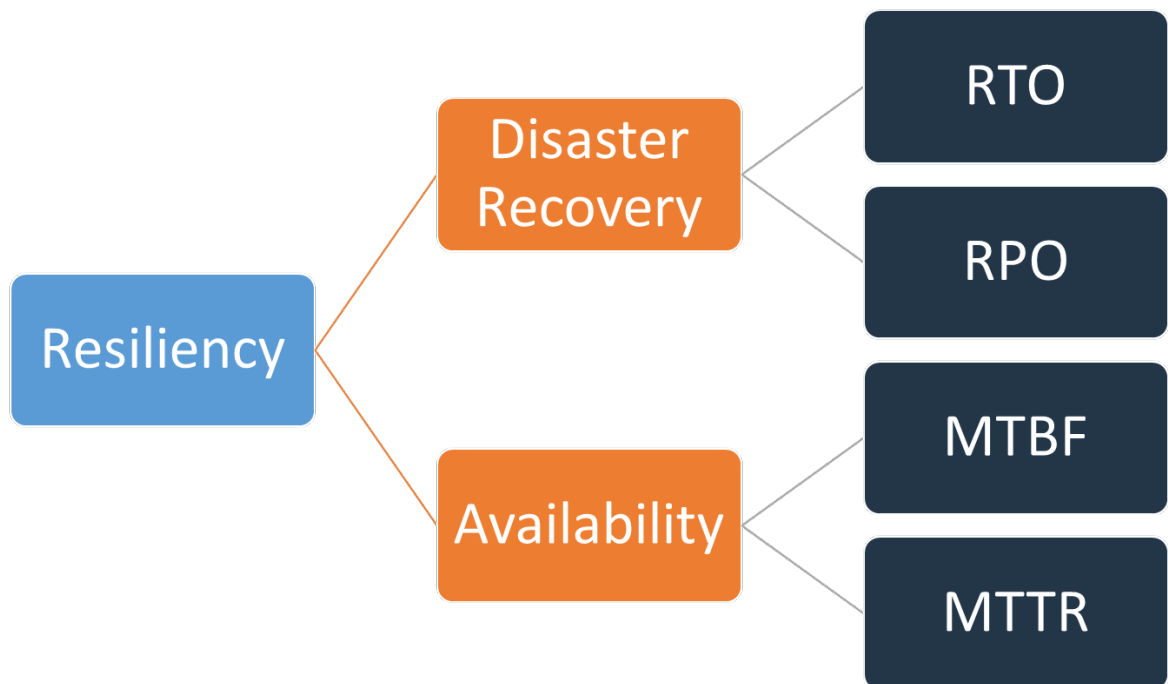 Resiliency
Disaster
Recovery
Availability
RTO
RPO
MTBF
MTTR